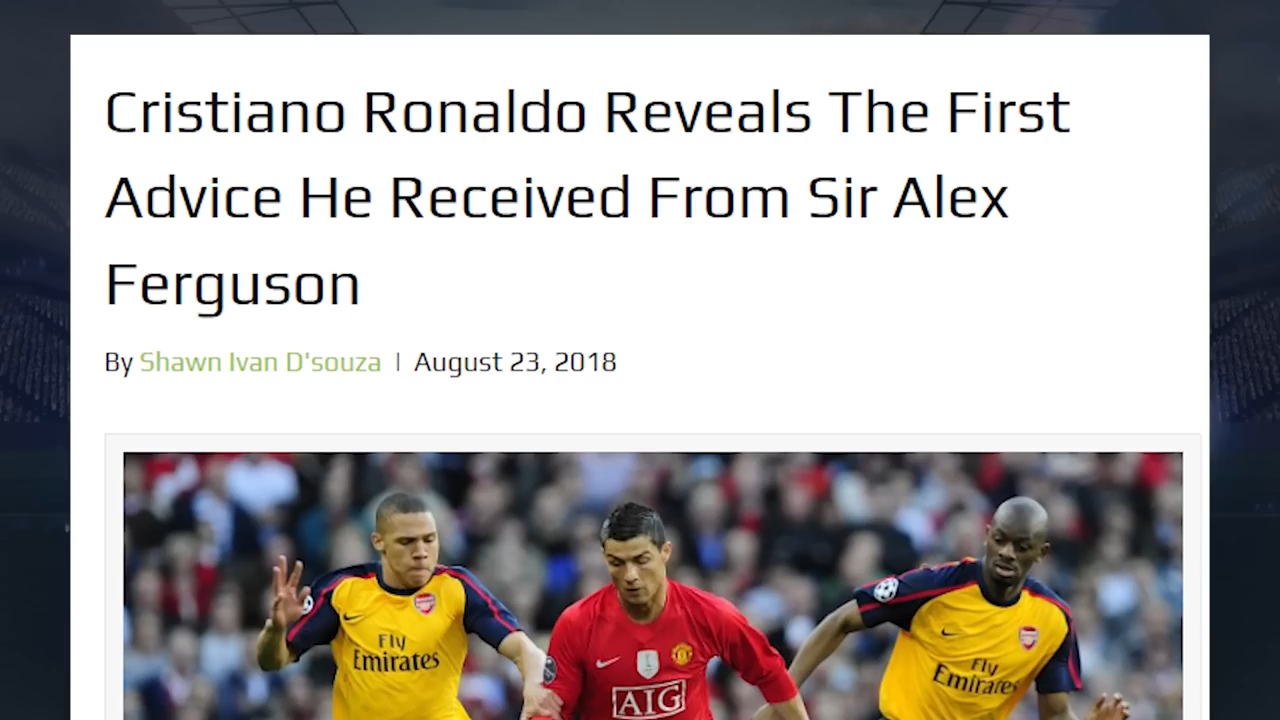 Cristiano Ronaldo Reveals The First
Advice He Received From Sir Alex
Ferguson
By Shawn Ivan D'souza | August 23, 2018
Fly
Emirates
AIG
Fly
Emirates